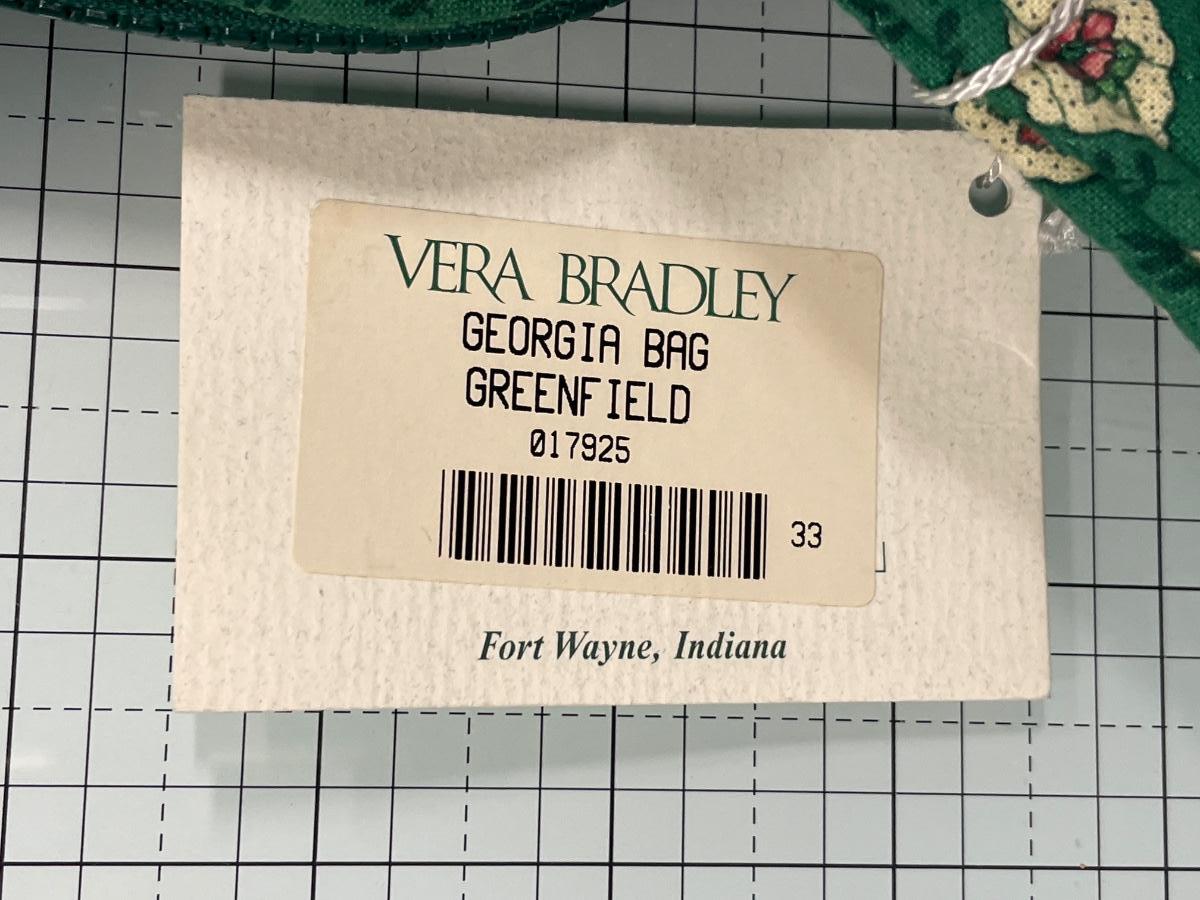 VERA BRADLEY
GEORGIA BAG
GREENFIELD
017925
33
Fort Wayne, Indiana